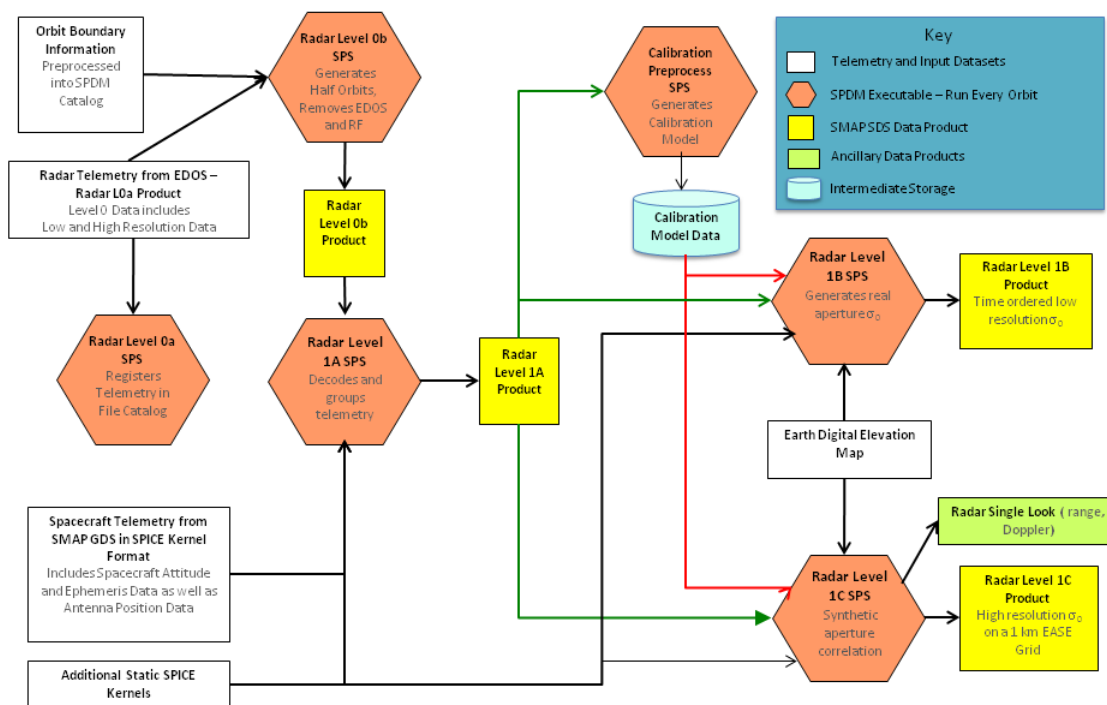 Orbit Boundary
Information
Preprocessed
into SPDM
Catalog
Radar Level 0b
SPS
Generates
Half Orbits,
Removes EDOS
and RF
Calibration
Preprocess
SPS
Generates
Calibration
Model
Key
Telemetry and Input Datasets
SPDM Executable – Run Every Orbit
SMAP SDS Data Product
Ancillary Data Products
Intermediate Storage
Radar Telemetry from EDOS –
Radar L0a Product
Level 0 Data includes
Low and High Resolution Data
Radar
Level 0b
Product
Calibration
Model Data
Radar Level
1B SPS
Generates real
aperture σ0
Radar Level 1B
Product
Time ordered low
resolution σ0
Radar Level 0a
SPS
Registers
Telemetry in
File Catalog
Radar Level
1A SPS
Decodes and
groups
telemetry
Radar
Level 1A
Product
Earth Digital Elevation
Map
Spacecraft Telemetry from
SMAP GDS in SPICE Kernel
Format
Includes Spacecraft Attitude
and Ephemeris Data as well as
Antenna Position Data
Radar Single Look ( range,
Doppler)
Radar Level
1C SPS
Synthetic
aperture
correlation
Radar Level 1C
Product
High resolution σ0
on a 1 km EASE
Grid
Additional Static SPICE
Kernels